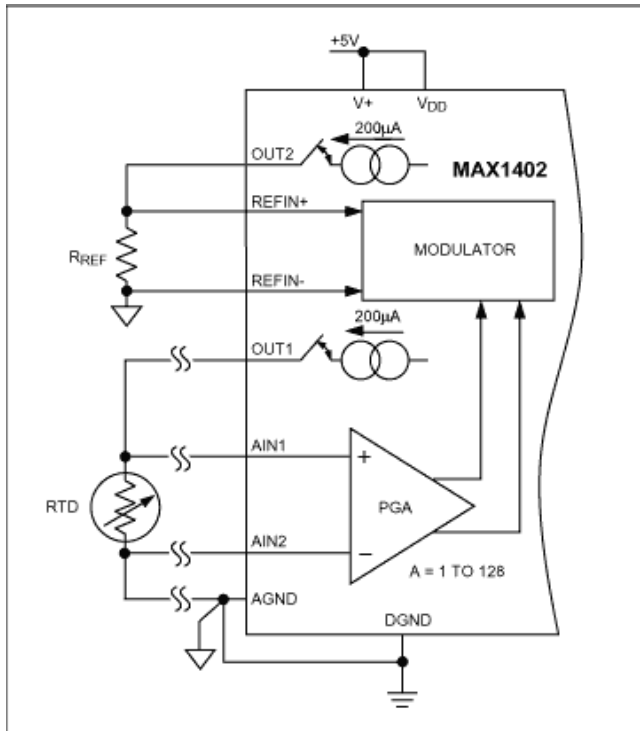 +5V
V+
VDD
200µA
OUT2
MAX1402
REFIN+
RREF
MODULATOR
REFIN-
200µA
OUT1
AIN1
+
RTD
PGA
AIN2
−
A = 1 TO 128
AGND
DGND